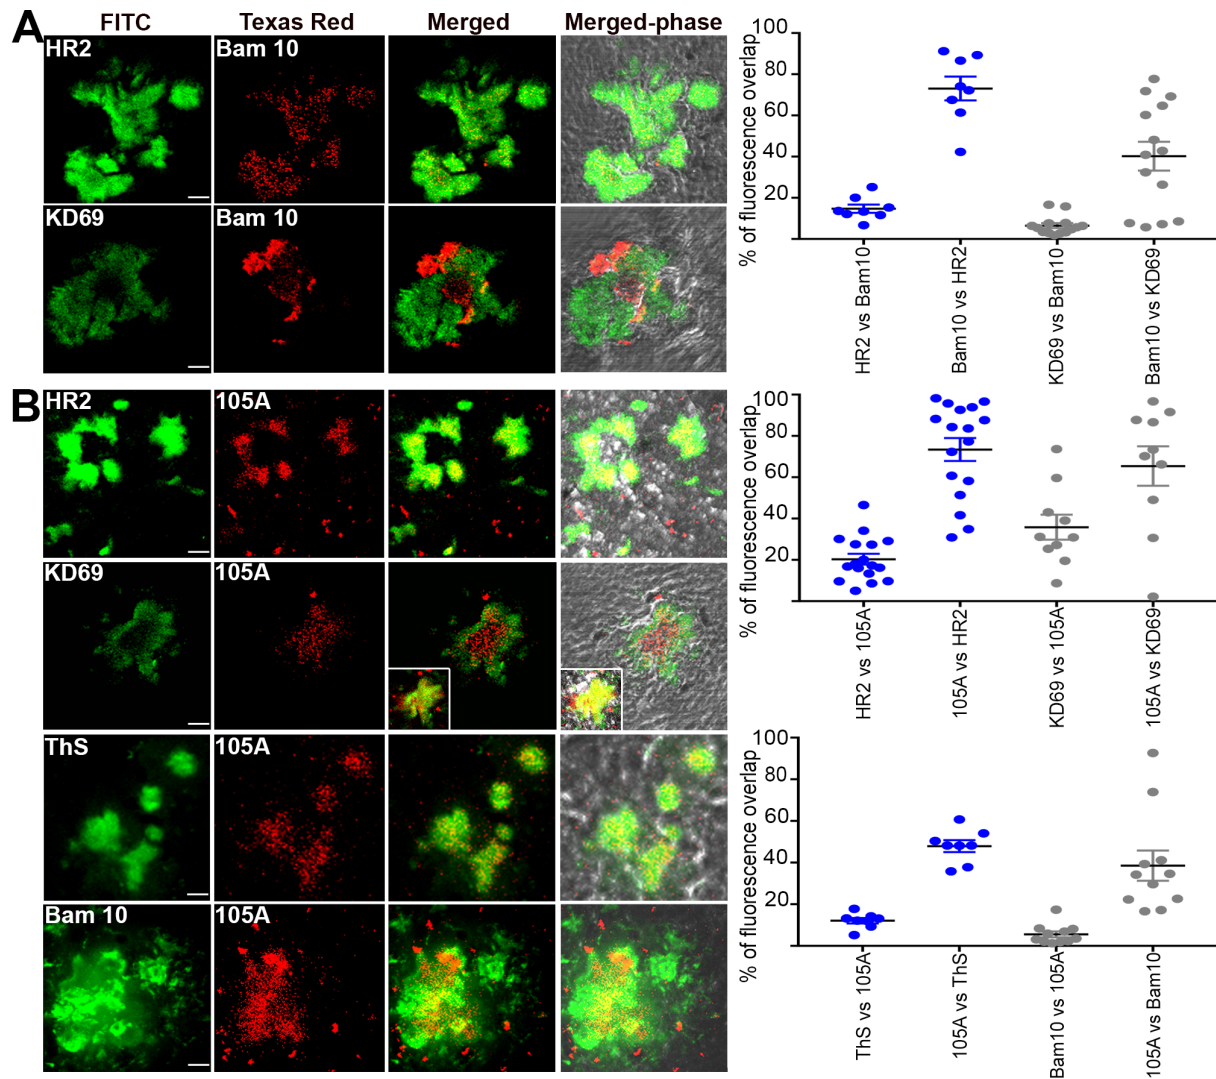 A
FITC
Texas Red
Merged
Merged-phase
HR2
Bam 10
KD69
Bam 10
% of fluorescence overlap
100
80
60
40
20
HR2 vs Bam10
Bam10 vs HR2
KD69 vs Bam10
Bam10 vs KD69
B
HR2
105A
KD69
105A
% of fluorescence overlap
100
80
60
40
20
HR2 vs 105A
105A vs HR2
KD69 vs 105A
105A vs KD69
ThS
105A
Bam 10
105A
% of fluorescence overlap
100
80
60
40
20
ThS vs 105A
105A vs ThS
Bam10 vs 105A
105A vs Bam10